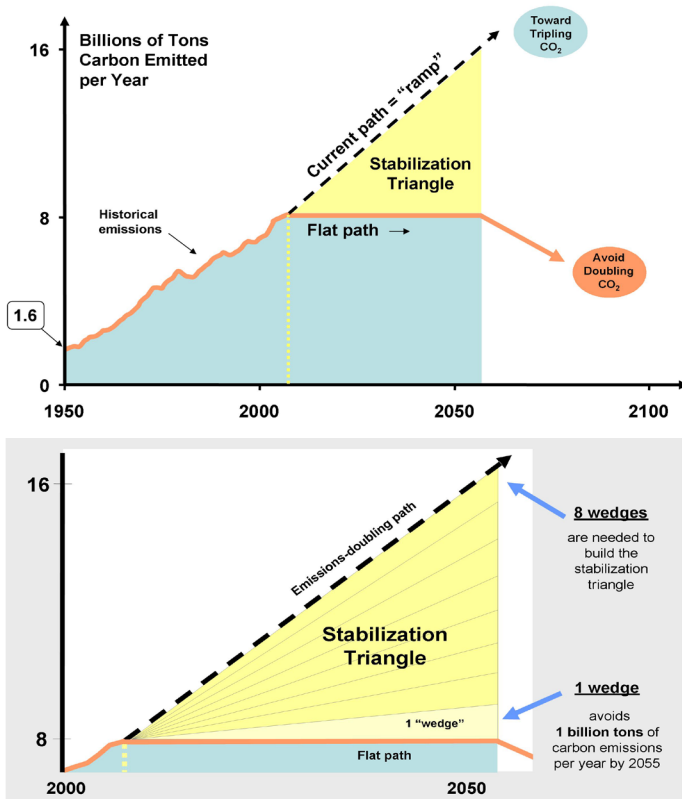 Billions of Tons
Carbon Emitted
per Year
Toward
Tripling
CO₂
16
Current path = “ramp”
Stabilization
Triangle
Historical
emissions
8
Flat path →
Avoid
Doubling
CO₂
1.6
0
1950
2000
2050
2100
16
Emissions-doubling path
8 wedges
are needed to
build the
stabilization
triangle
Stabilization
Triangle
1 wedge
avoids
1 billion tons of
carbon emissions
per year by 2055
1 “wedge”
8
Flat path
2000
2050